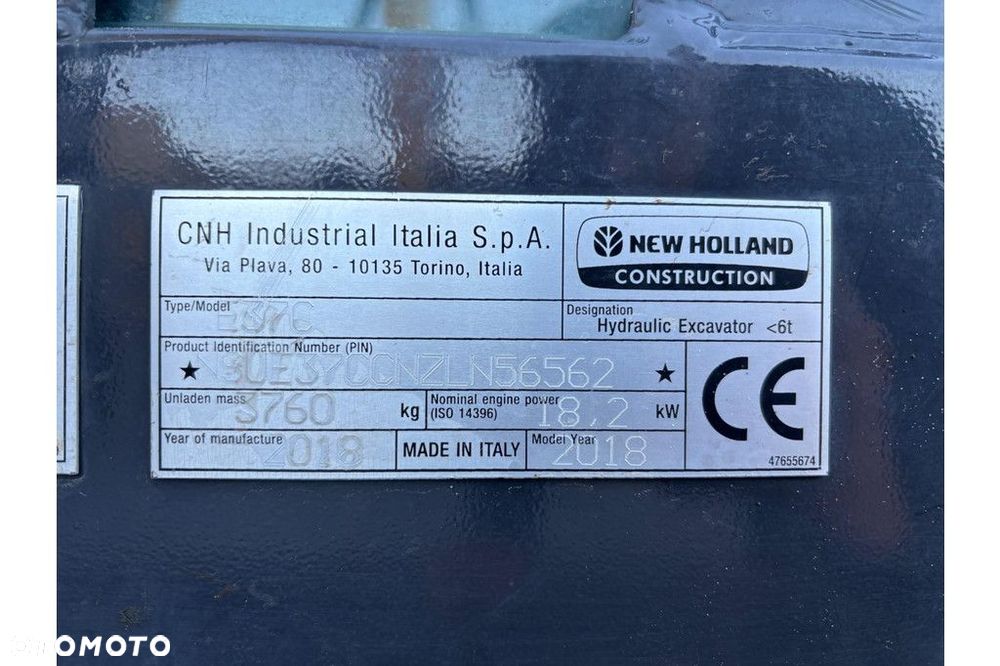 CNH Industrial Italia S.p.A.
Via Plava, 80 - 10135 Torino, Italia
NEW HOLLAND
CONSTRUCTION
Type/Model E37C
Designation
Hydraulic Excavator <6t
Product Identification Number (PIN)
Unladen mass 3760 kg
Nominal engine power (ISO 14396) 18,2 kW
CE
Year of manufacture 2018
MADE IN ITALY
Model Year 2018
47655674
OTOMOTO